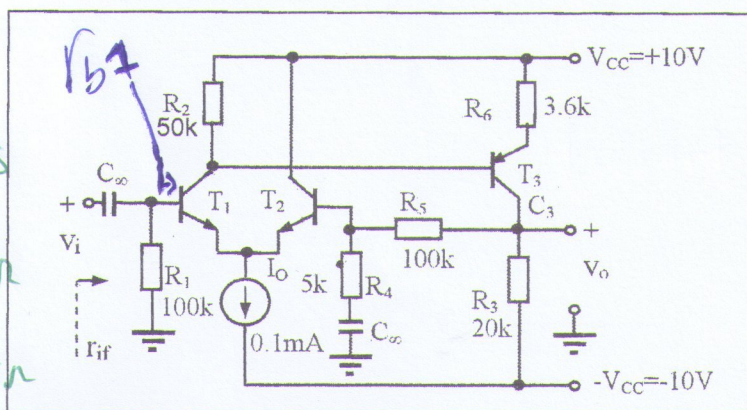 rb1
VCC=+10V
R2
50k
R6
3.6k
T3
C∞
T1
T2
R5
C3
+
+
vi
R1
100k
IO
5k
R4
100k
vo
R3
20k
rif
0.1mA
C∞
-VCC=-10V